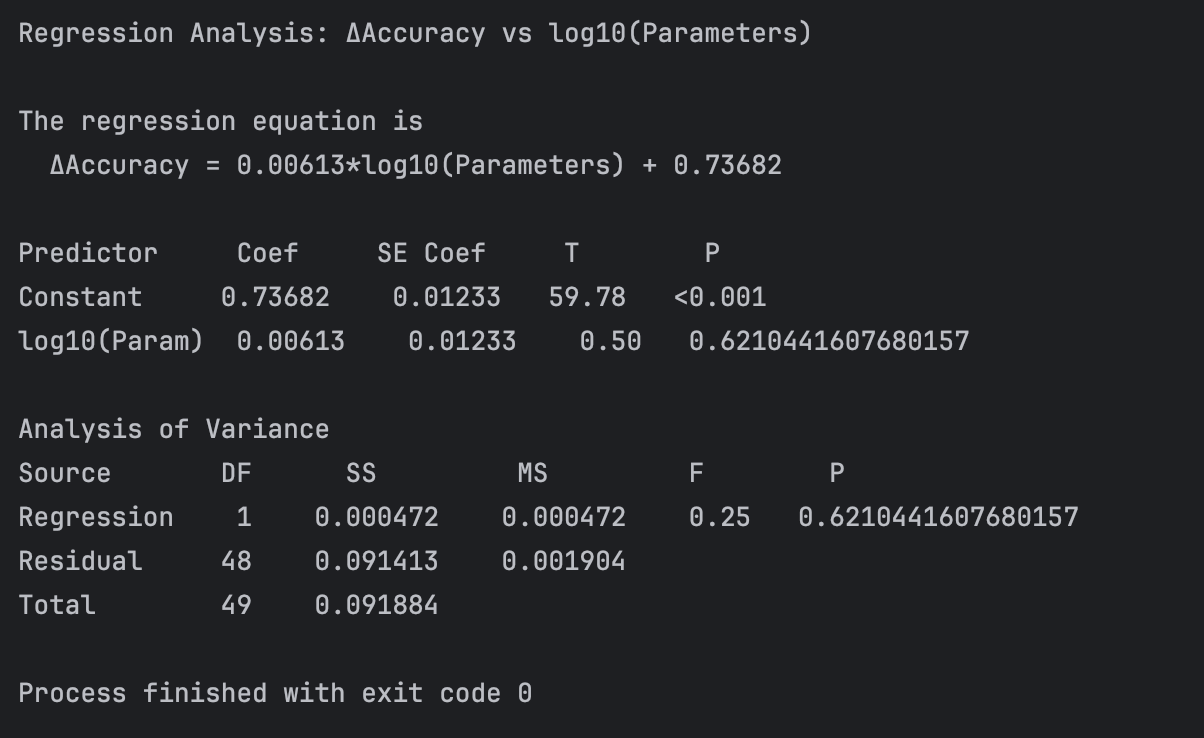 Regression Analysis: ΔAccuracy vs log10(Parameters)
The regression equation is
ΔAccuracy = 0.00613*log10(Parameters) + 0.73682
Predictor Coef SE Coef T P
Constant 0.73682 0.01233 59.78 <0.001
log10(Param) 0.00613 0.01233 0.50 0.6210441607680157
Analysis of Variance
Source DF SS MS F P
Regression 1 0.000472 0.000472 0.25 0.6210441607680157
Residual 48 0.091413 0.001904
Total 49 0.091884
Process finished with exit code 0